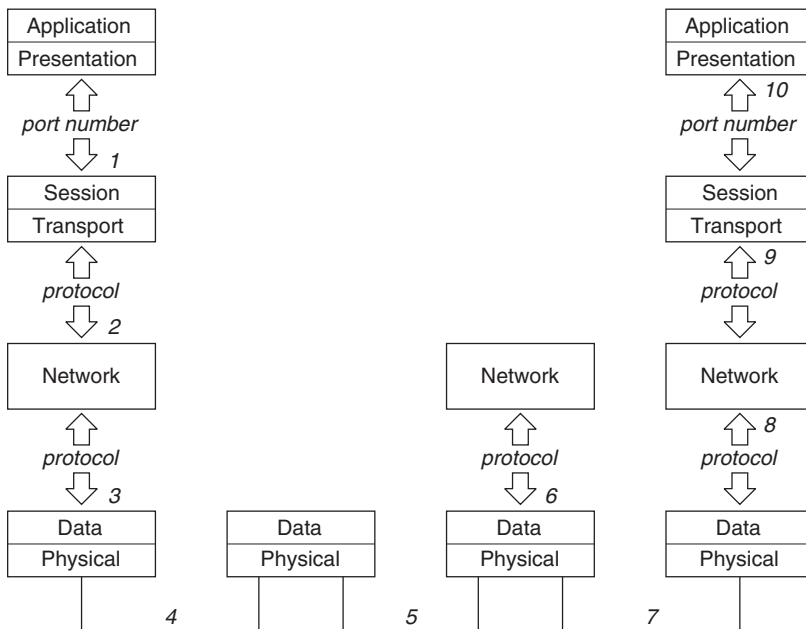 Application
Presentation
port number
1
Session
Transport
protocol
2
Network
protocol
3
Data
Physical
4
Data
Physical
5
Network
protocol
6
Data
Physical
7
Application
Presentation
10
port number
Session
Transport
9
protocol
Network
8
protocol
Data
Physical